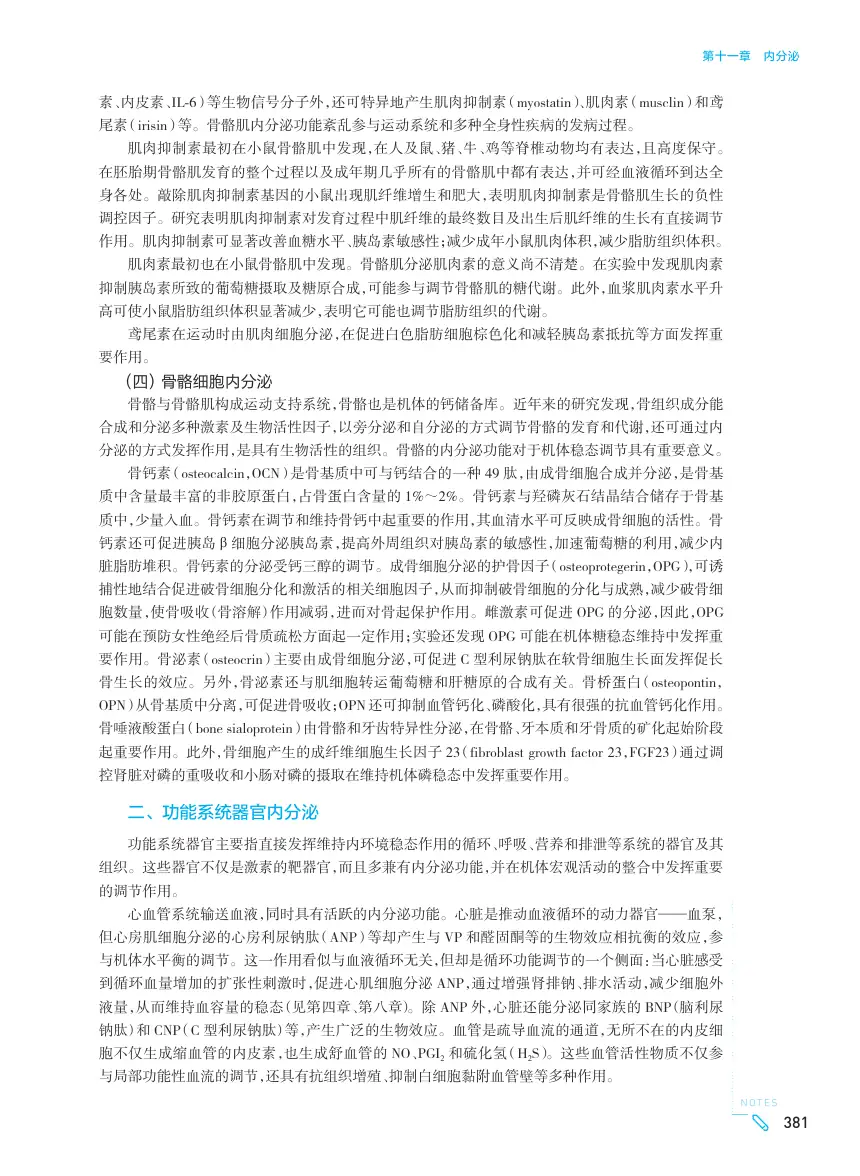 第十一章　内分泌
素、内皮素、IL-6）等生物信号分子外，还可特异地产生肌肉抑制素（myostatin）、肌肉素（musclin）和鸢
尾素（irisin）等。骨骼肌内分泌功能紊乱参与运动系统和多种全身性疾病的发病过程。
肌肉抑制素最初在小鼠骨骼肌中发现，在人及鼠、猪、牛、鸡等脊椎动物均有表达，且高度保守。
在胚胎期骨骼肌发育的整个过程以及成年期几乎所有的骨骼肌中都有表达，并可经血液循环到达全
身各处。敲除肌肉抑制素基因的小鼠出现肌纤维增生和肥大，表明肌肉抑制素是骨骼肌生长的负性
调控因子。研究表明肌肉抑制素对发育过程中肌纤维的最终数目及出生后肌纤维的生长有直接调节
作用。肌肉抑制素可显著改善血糖水平、胰岛素敏感性；减少成年小鼠肌肉体积，减少脂肪组织体积。
肌肉素最初也在小鼠骨骼肌中发现。骨骼肌分泌肌肉素的意义尚不清楚。在实验中发现肌肉素
抑制胰岛素所致的葡萄糖摄取及糖原合成，可能参与调节骨骼肌的糖代谢。此外，血浆肌肉素水平升
高可使小鼠脂肪组织体积显著减少，表明它可能也调节脂肪组织的代谢。
鸢尾素在运动时由肌肉细胞分泌，在促进白色脂肪细胞棕色化和减轻胰岛素抵抗等方面发挥重
要作用。
（四）骨骼细胞内分泌
骨骼与骨骼肌构成运动支持系统，骨骼也是机体的钙储备库。近年来的研究发现，骨组织成分能
合成和分泌多种激素及生物活性因子，以旁分泌和自分泌的方式调节骨骼的发育和代谢，还可通过内
分泌的方式发挥作用，是具有生物活性的组织。骨骼的内分泌功能对于机体稳态调节具有重要意义。
骨钙素（osteocalcin，OCN）是骨基质中可与钙结合的一种 49 肽，由成骨细胞合成并分泌，是骨基
质中含量最丰富的非胶原蛋白，占骨蛋白含量的 1%～2%。骨钙素与羟磷灰石结晶结合储存于骨基
质中，少量入血。骨钙素在调节和维持骨钙中起重要的作用，其血清水平可反映成骨细胞的活性。骨
钙素还可促进胰岛 β 细胞分泌胰岛素，提高外周组织对胰岛素的敏感性，加速葡萄糖的利用，减少内
脏脂肪堆积。骨钙素的分泌受钙三醇的调节。成骨细胞分泌的护骨因子（osteoprotegerin，OPG），可诱
捕性地结合促进破骨细胞分化和激活的相关细胞因子，从而抑制破骨细胞的分化与成熟，减少破骨细
胞数量，使骨吸收（骨溶解）作用减弱，进而对骨起保护作用。雌激素可促进 OPG 的分泌，因此，OPG
可能在预防女性绝经后骨质疏松方面起一定作用；实验还发现 OPG 可能在机体糖稳态维持中发挥重
要作用。骨泌素（osteocrin）主要由成骨细胞分泌，可促进 C 型利尿钠肽在软骨细胞生长面发挥促长
骨生长的效应。另外，骨泌素还与肌细胞转运葡萄糖和肝糖原的合成有关。骨桥蛋白（osteopontin，
OPN）从骨基质中分离，可促进骨吸收；OPN 还可抑制血管钙化、磷酸化，具有很强的抗血管钙化作用。
骨唾液酸蛋白（bone sialoprotein）由骨骼和牙齿特异性分泌，在骨骼、牙本质和牙骨质的矿化起始阶段
起重要作用。此外，骨细胞产生的成纤维细胞生长因子 23（fibroblast growth factor 23，FGF23）通过调
控肾脏对磷的重吸收和小肠对磷的摄取在维持机体磷稳态中发挥重要作用。
二、功能系统器官内分泌
功能系统器官主要指直接发挥维持内环境稳态作用的循环、呼吸、营养和排泄等系统的器官及其
组织。这些器官不仅是激素的靶器官，而且多兼有内分泌功能，并在机体宏观活动的整合中发挥重要
的调节作用。
心血管系统输送血液，同时具有活跃的内分泌功能。心脏是推动血液循环的动力器官——血泵，
但心房肌细胞分泌的心房利尿钠肽（ANP）等却产生与 VP 和醛固酮等的生物效应相抗衡的效应，参
与机体水平衡的调节。这一作用看似与血液循环无关，但却是循环功能调节的一个侧面：当心脏感受
到循环血量增加的扩张性刺激时，促进心肌细胞分泌 ANP，通过增强肾排钠、排水活动，减少细胞外
液量，从而维持血容量的稳态（见第四章、第八章）。除 ANP 外，心脏还能分泌同家族的 BNP（脑利尿
钠肽）和 CNP（C 型利尿钠肽）等，产生广泛的生物效应。血管是疏导血流的通道，无所不在的内皮细
胞不仅生成缩血管的内皮素，也生成舒血管的 NO、PGI₂ 和硫化氢（H₂S）。这些血管活性物质不仅参
与局部功能性血流的调节，还具有抗组织增殖、抑制白细胞黏附血管壁等多种作用。
NOTES
381